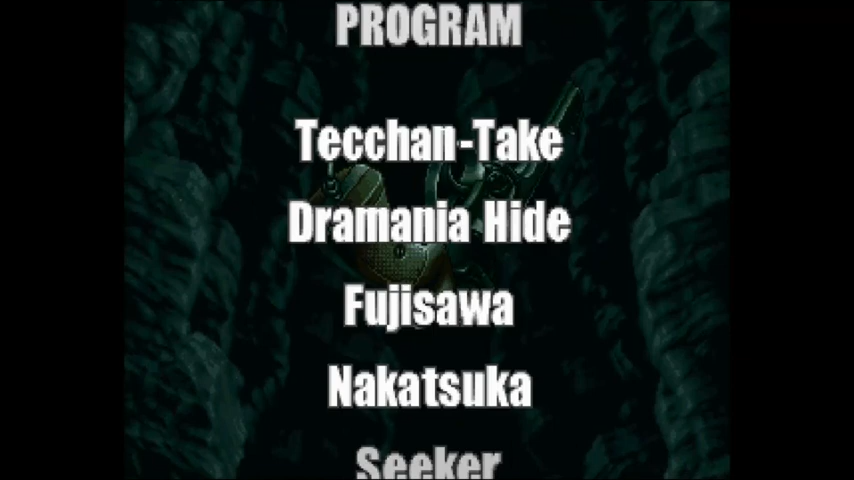 PROGRAM
Tecchan-Take
Dramania Hide
Fujisawa
Nakatsuka
Seeker